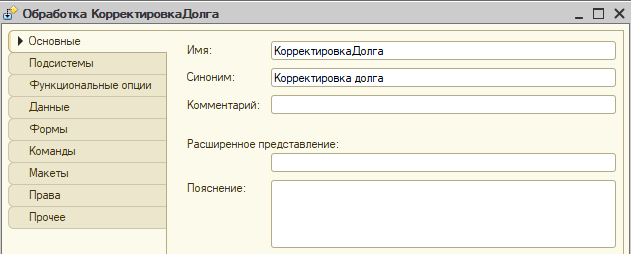 Обработка КорректировкаДолга
Основные
Подсистемы
Функциональные опции
Данные
Формы
Команды
Макеты
Права
Прочее
Имя: КорректировкаДолга
Синоним: Корректировка долга
Комментарий:
Расширенное представление:
Пояснение: